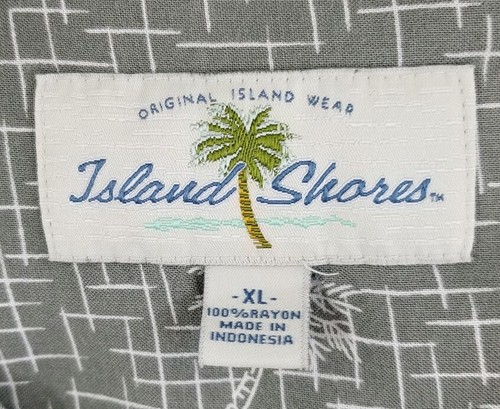 ORIGINAL ISLAND WEAR
Island Shores™
-XL-
100%RAYON
MADE IN
INDONESIA